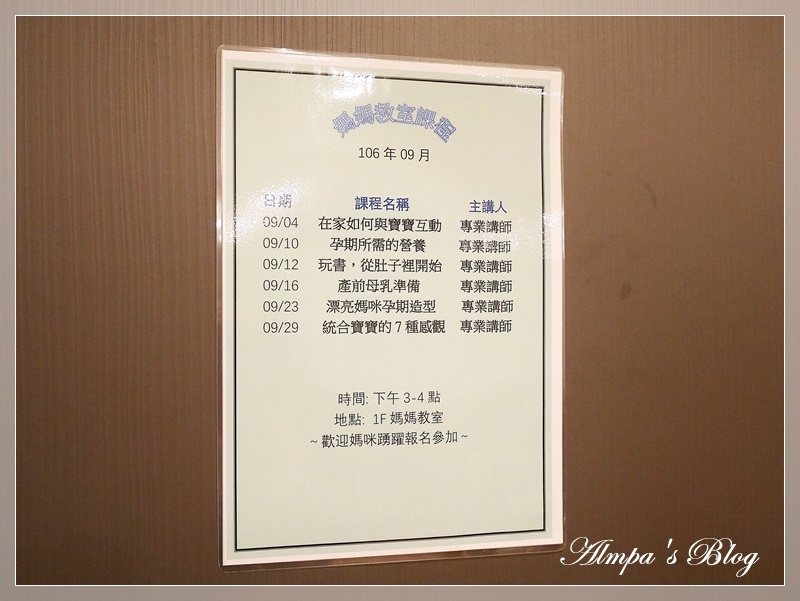 媽媽教室課程
106 年 09 月
日期 課程名稱 主講人
09/04 在家如何與寶寶互動 專業講師
09/10 孕期所需的營養 專業講師
09/12 玩書，從肚子裡開始 專業講師
09/16 產前母乳準備 專業講師
09/23 漂亮媽咪孕期造型 專業講師
09/29 統合寶寶的 7 種感觀 專業講師
時間: 下午 3-4 點
地點: 1F 媽媽教室
~ 歡迎媽咪踴躍報名參加 ~
Almpa's Blog